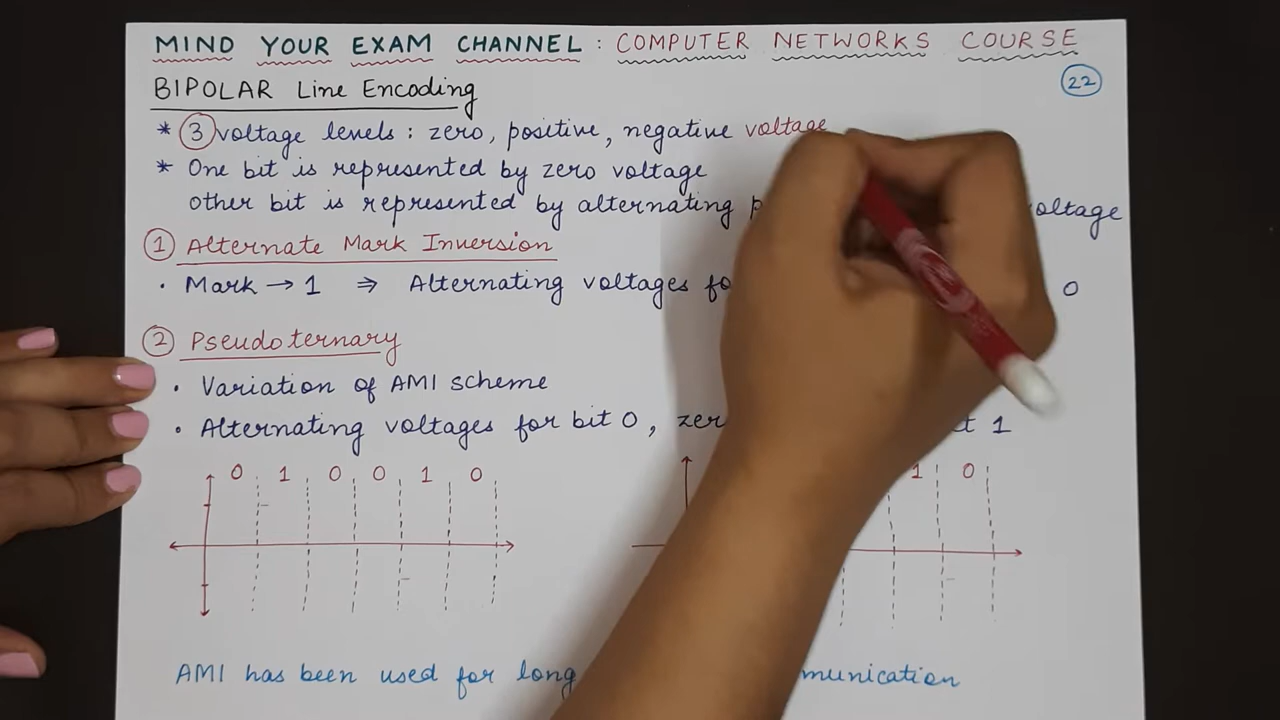 MIND YOUR EXAM CHANNEL : COMPUTER NETWORKS COURSE
22
BIPOLAR Line Encoding
* 3 voltage levels : zero, positive, negative voltage
* One bit is represented by zero voltage
other bit is represented by alternating
1 Alternate Mark Inversion
• Mark → 1 ⇒ Alternating voltages 0
2 Pseudoternary
• Variation of AMI scheme
• Alternating voltages for bit 0, 1
0 1 0 0 1 0
1 0
AMI has been used for long